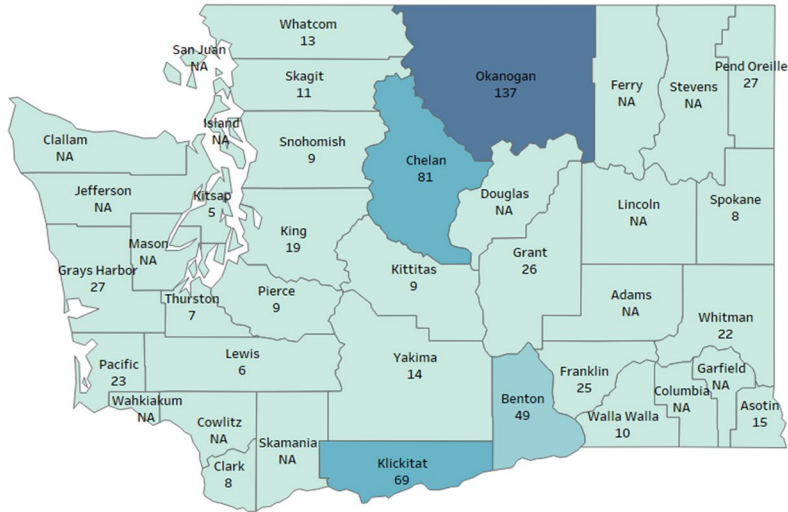 Whatcom
13
San Juan
NA
Skagit
11
Okanogan
137
Ferry
NA
Stevens
NA
Pend Oreille
27
Island
NA
Clallam
NA
Snohomish
9
Chelan
81
Jefferson
NA
Kitsap
5
Douglas
NA
Lincoln
NA
Spokane
8
King
19
Mason
NA
Grays Harbor
27
Kittitas
9
Grant
26
Thurston
7
Pierce
9
Adams
NA
Whitman
22
Pacific
23
Lewis
6
Yakima
14
Benton
49
Franklin
25
Garfield
NA
Columbia
NA
Wahkiakum
NA
Cowlitz
NA
Walla Walla
10
Asotin
15
Skamania
NA
Clark
8
Klickitat
69